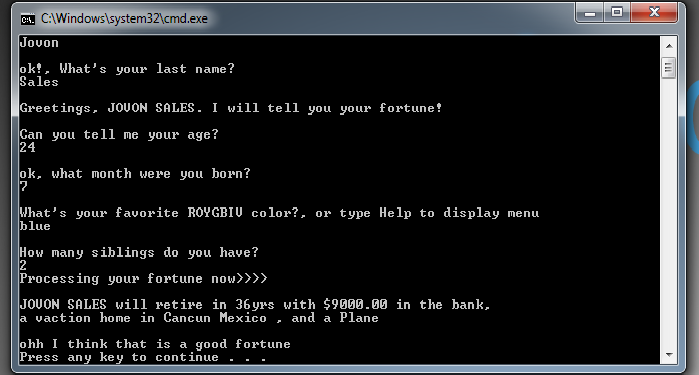 C:\Windows\system32\cmd.exe
Jovon
ok!, What's your last name?
Sales
Greetings, JOVON SALES. I will tell you your fortune!
Can you tell me your age?
24
ok, what month were you born?
7
What's your favorite ROYGBIV color?, or type Help to display menu
blue
How many siblings do you have?
2
Processing your fortune now>>>>
JOVON SALES will retire in 36yrs with $9000.00 in the bank,
a vaction home in Cancun Mexico , and a Plane
ohh I think that is a good fortune
Press any key to continue . . .